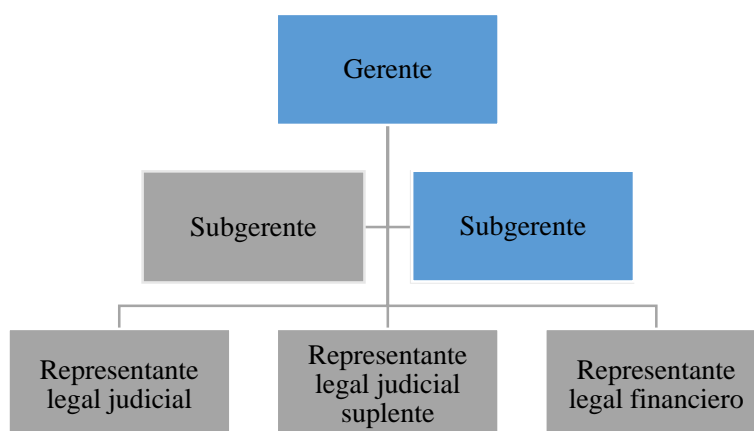 Gerente
Subgerente
Subgerente
Representante
legal judicial
Representante
legal judicial
suplente
Representante
legal financiero